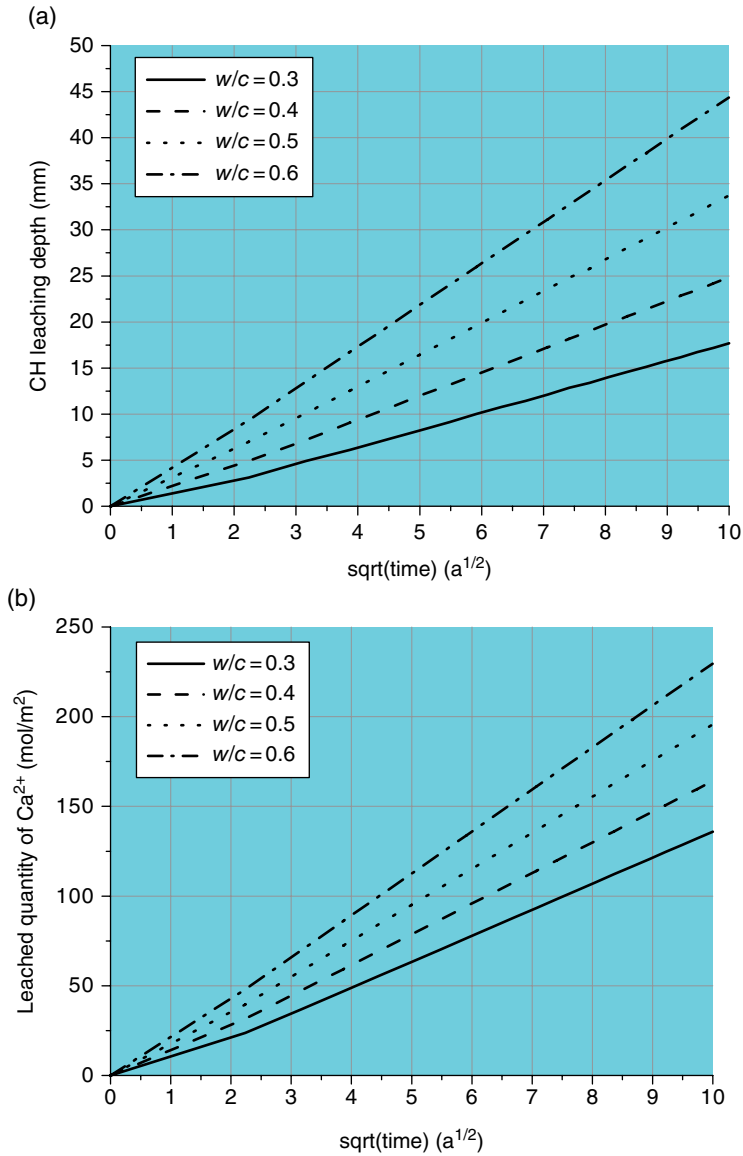 (a)
50
45
40
35
30
25
20
15
10
5
0
CH leaching depth (mm)
w/c = 0.3
w/c = 0.4
w/c = 0.5
w/c = 0.6
0 1 2 3 4 5 6 7 8 9 10
sqrt(time) (a^1/2)
(b)
250
200
150
100
50
0
Leached quantity of Ca²⁺ (mol/m²)
w/c = 0.3
w/c = 0.4
w/c = 0.5
w/c = 0.6
0 1 2 3 4 5 6 7 8 9 10
sqrt(time) (a^1/2)